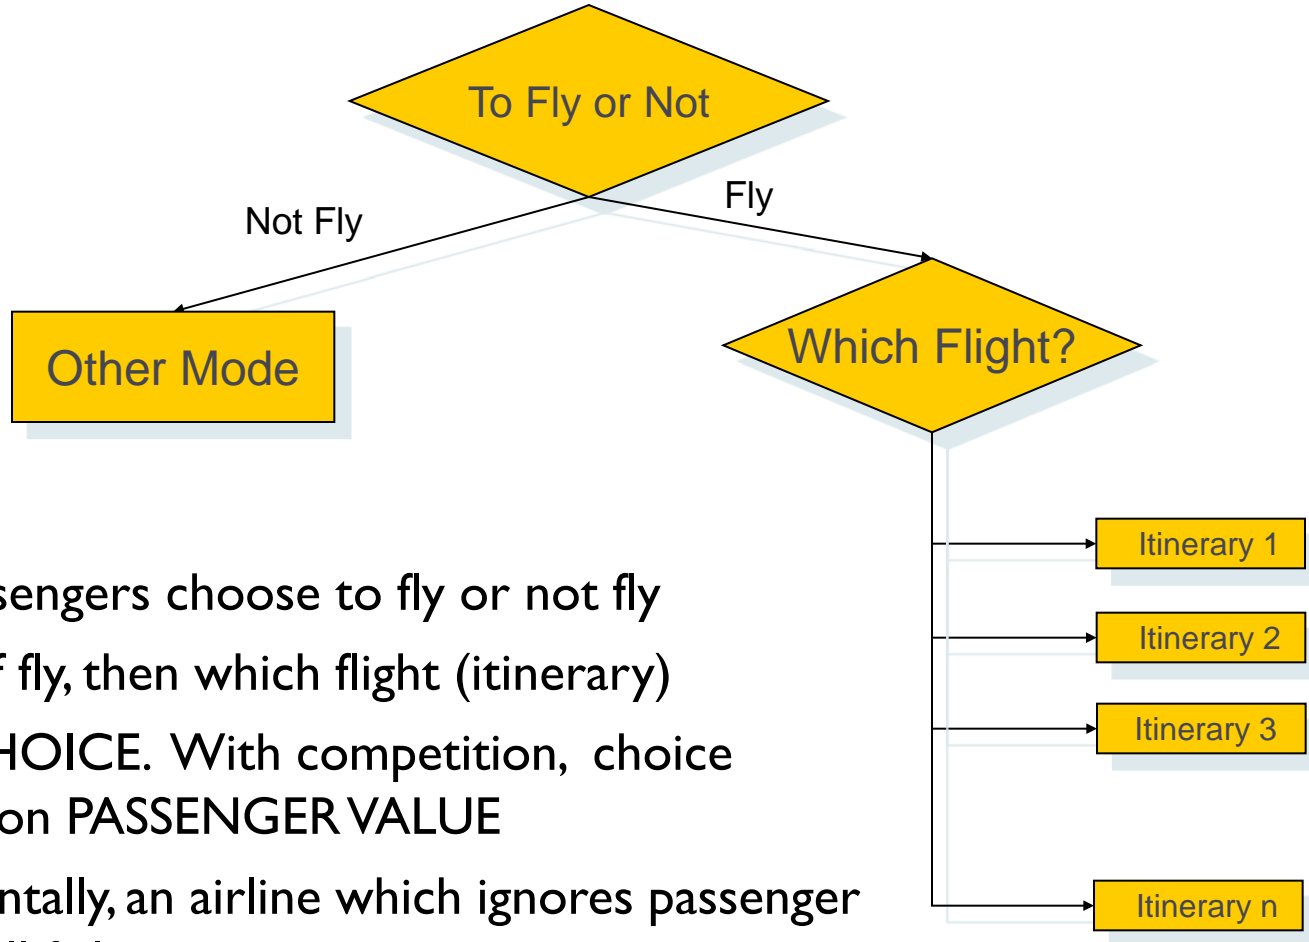 To Fly or Not
Fly
Not Fly
Which Flight?
Other Mode
Itinerary 1
Itinerary 2
Itinerary 3
Itinerary n
sengers choose to fly or not fly
f fly, then which flight (itinerary)
HOICE. With competition, choice
on PASSENGER VALUE
ntally, an airline which ignores passenger